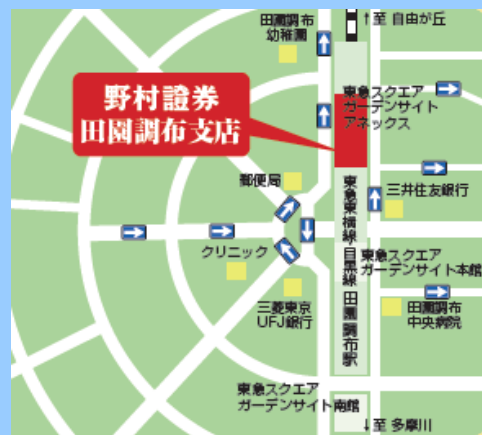 田園調布
幼稚園
↑至 自由が丘
野村證券
田園調布支店
東急スクエア
ガーデンサイト
アネックス
郵便局
三井住友銀行
東急東横線・目黒線 田園調布駅
クリニック
東急スクエア
ガーデンサイト本館
三菱東京
UFJ銀行
田園調布
中央病院
東急スクエア
ガーデンサイト南館
↓至 多摩川